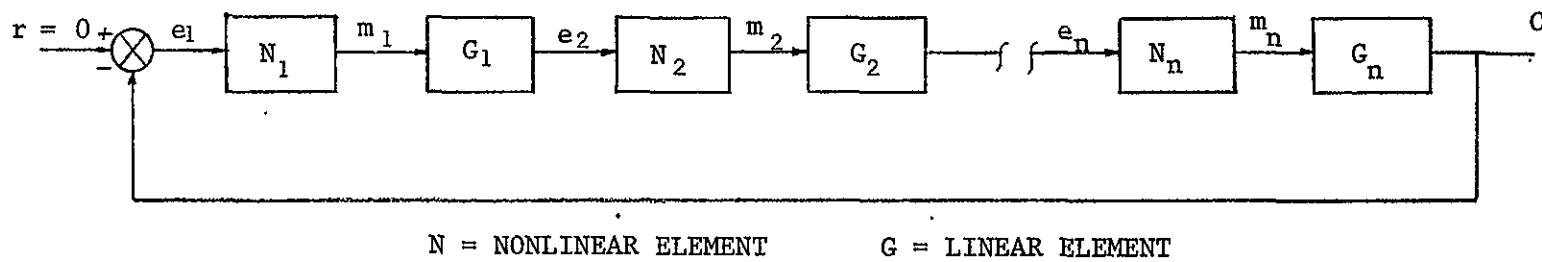 r = 0 + e1 N1 m1 G1 e2 N2 m2 G2 en Nn mn Gn C
−
N = NONLINEAR ELEMENT G = LINEAR ELEMENT